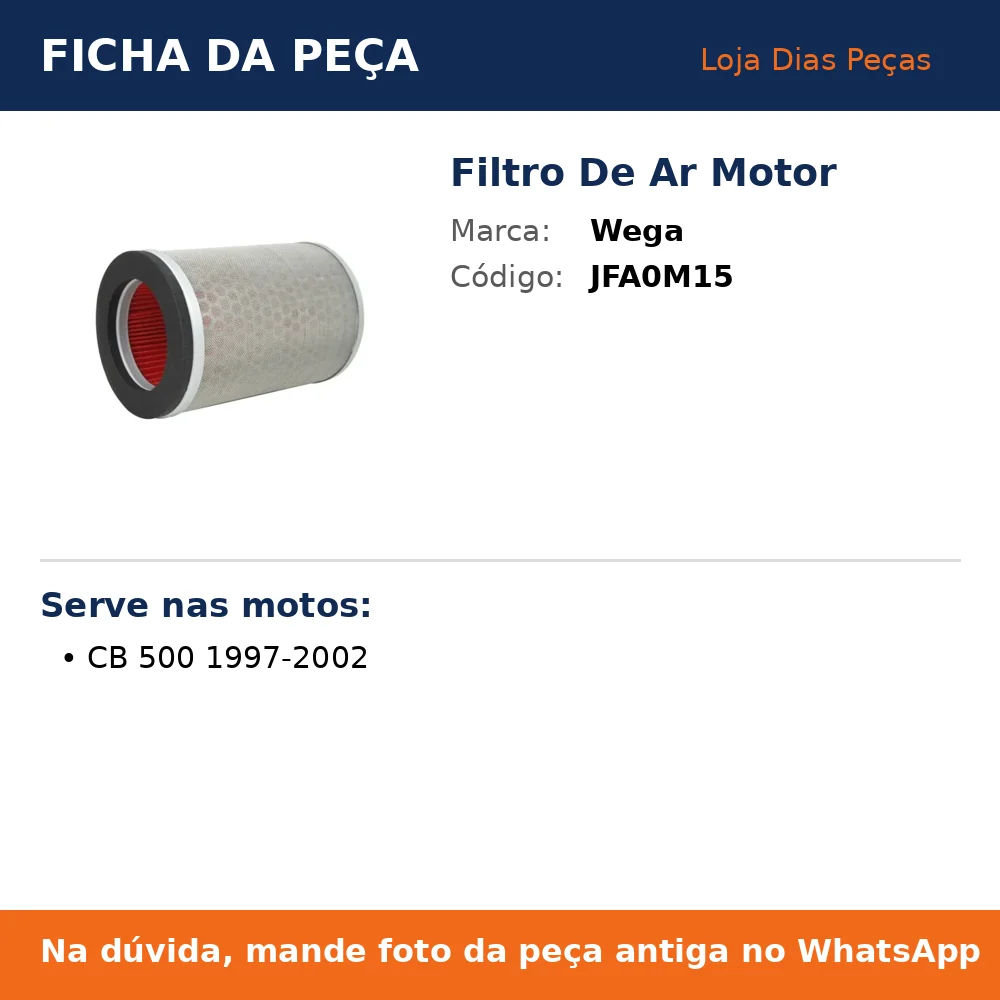 FICHA DA PEÇA
Loja Dias Peças
Filtro De Ar Motor
Marca: Wega
Código: JFA0M15
Serve nas motos:
• CB 500 1997-2002
Na dúvida, mande foto da peça antiga no WhatsApp